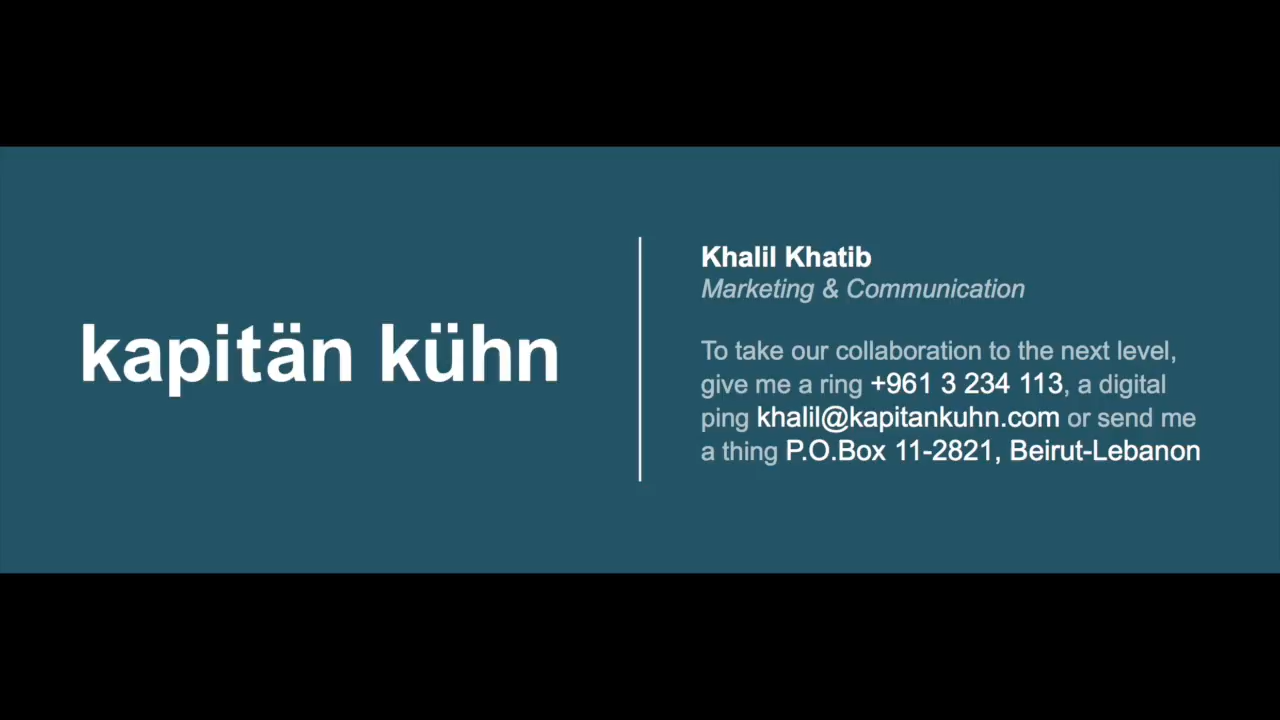 kapitän kühn
Khalil Khatib
Marketing & Communication
To take our collaboration to the next level,
give me a ring +961 3 234 113, a digital
ping khalil@kapitankuhn.com or send me
a thing P.O.Box 11-2821, Beirut-Lebanon